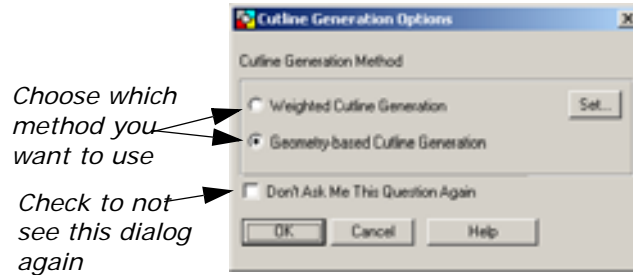 Cutline Generation Options
Cutline Generation Method
Choose which
method you
want to use
Weighted Cutline Generation
Set...
Geometry-based Cutline Generation
Check to not
see this dialog
again
Don't Ask Me This Question Again
OK
Cancel
Help